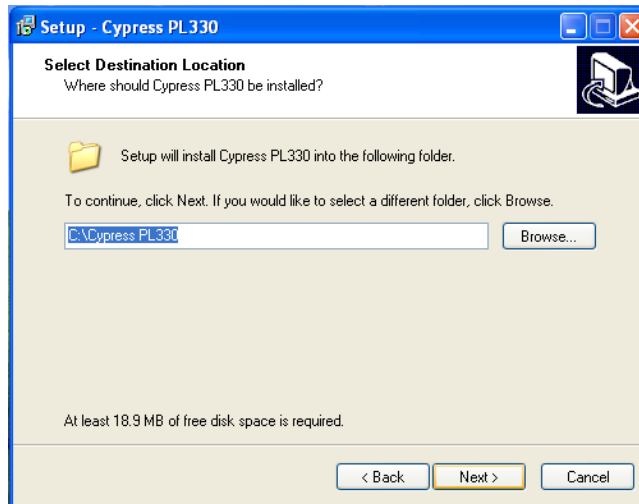 Setup - Cypress PL330
Select Destination Location
Where should Cypress PL330 be installed?
Setup will install Cypress PL330 into the following folder.
To continue, click Next. If you would like to select a different folder, click Browse.
C:\Cypress PL330
Browse...
At least 18.9 MB of free disk space is required.
< Back
Next >
Cancel